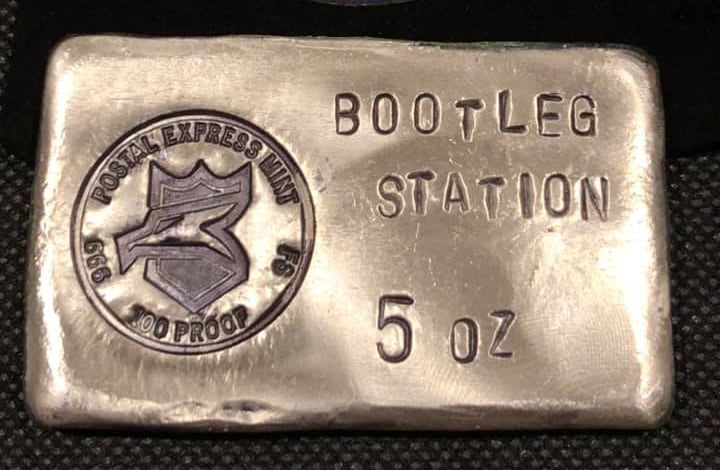 POSTAL EXPRESS MINT
999 FS
100 PROOF
BOOTLEG
STATION
5 OZ